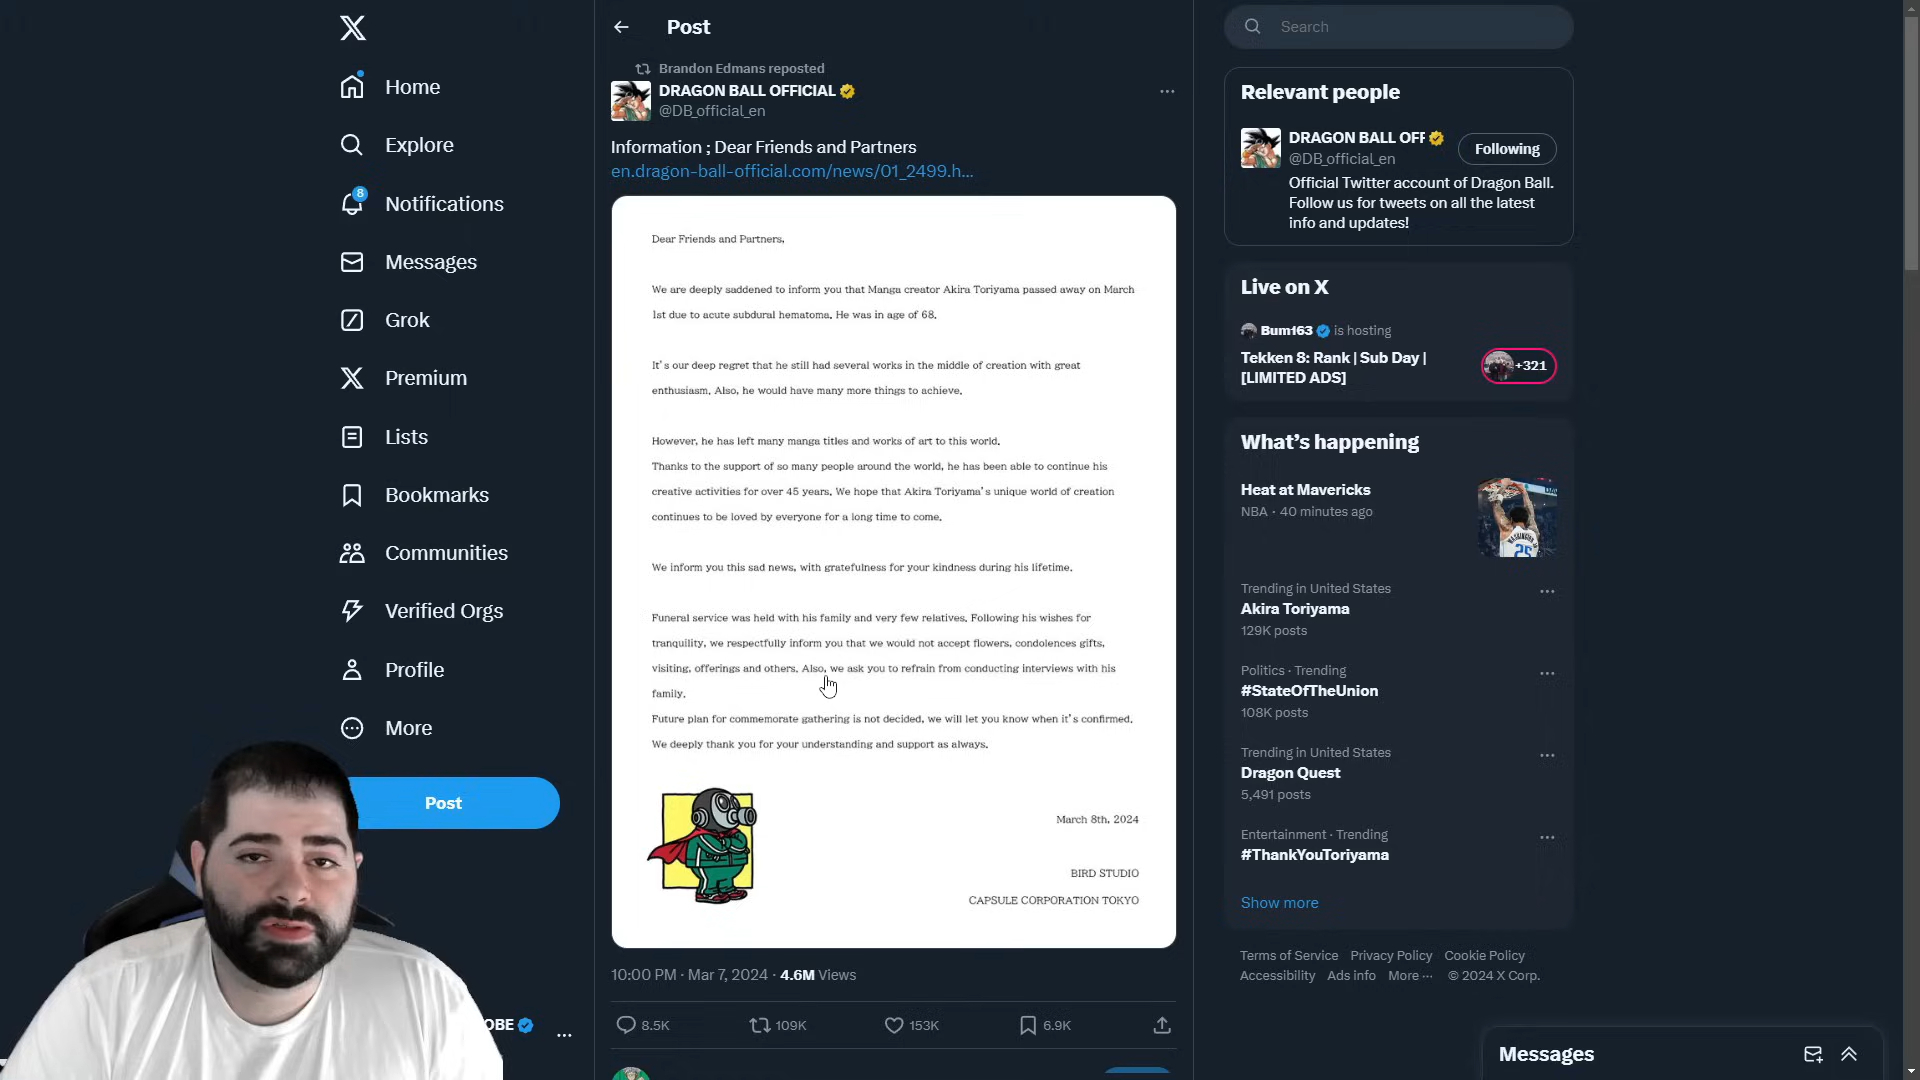 Home
Explore
8
Notifications
Messages
Grok
Premium
Lists
Bookmarks
Communities
Verified Orgs
Profile
More
Post
OBE
Post
Brandon Edmans reposted
DRAGON BALL OFFICIAL
@DB_official_en
Information ; Dear Friends and Partners
en.dragon-ball-official.com/news/01_2499.h...
Dear Friends and Partners,
We are deeply saddened to inform you that Manga creator Akira Toriyama passed away on March
1st due to acute subdural hematoma. He was in age of 68.
It's our deep regret that he still had several works in the middle of creation with great
enthusiasm. Also, he would have many more things to achieve.
However, he has left many manga titles and works of art to this world.
Thanks to the support of so many people around the world, he has been able to continue his
creative activities for over 45 years. We hope that Akira Toriyama's unique world of creation
continues to be loved by everyone for a long time to come.
We inform you this sad news, with gratefulness for your kindness during his lifetime.
Funeral service was held with his family and very few relatives. Following his wishes for
tranquility, we respectfully inform you that we would not accept flowers, condolences gifts,
visiting, offerings and others. Also, we ask you to refrain from conducting interviews with his
family.
Future plan for commemorate gathering is not decided, we will let you know when it's confirmed.
We deeply thank you for your understanding and support as always.
March 8th, 2024
BIRD STUDIO
CAPSULE CORPORATION TOKYO
10:00 PM · Mar 7, 2024 · 4.6M Views
8.5K 109K 153K 6.9K
Search
Relevant people
DRAGON BALL OFF
@DB_official_en
Following
Official Twitter account of Dragon Ball.
Follow us for tweets on all the latest
info and updates!
Live on X
Bum163 is hosting
Tekken 8: Rank | Sub Day |
[LIMITED ADS]
+321
What's happening
Heat at Mavericks
NBA · 40 minutes ago
WASHINGTON JR
25
Trending in United States
Akira Toriyama
129K posts
Politics · Trending
#StateOfTheUnion
108K posts
Trending in United States
Dragon Quest
5,491 posts
Entertainment · Trending
#ThankYouToriyama
Show more
Terms of Service Privacy Policy Cookie Policy
Accessibility Ads info More ··· © 2024 X Corp.
Messages